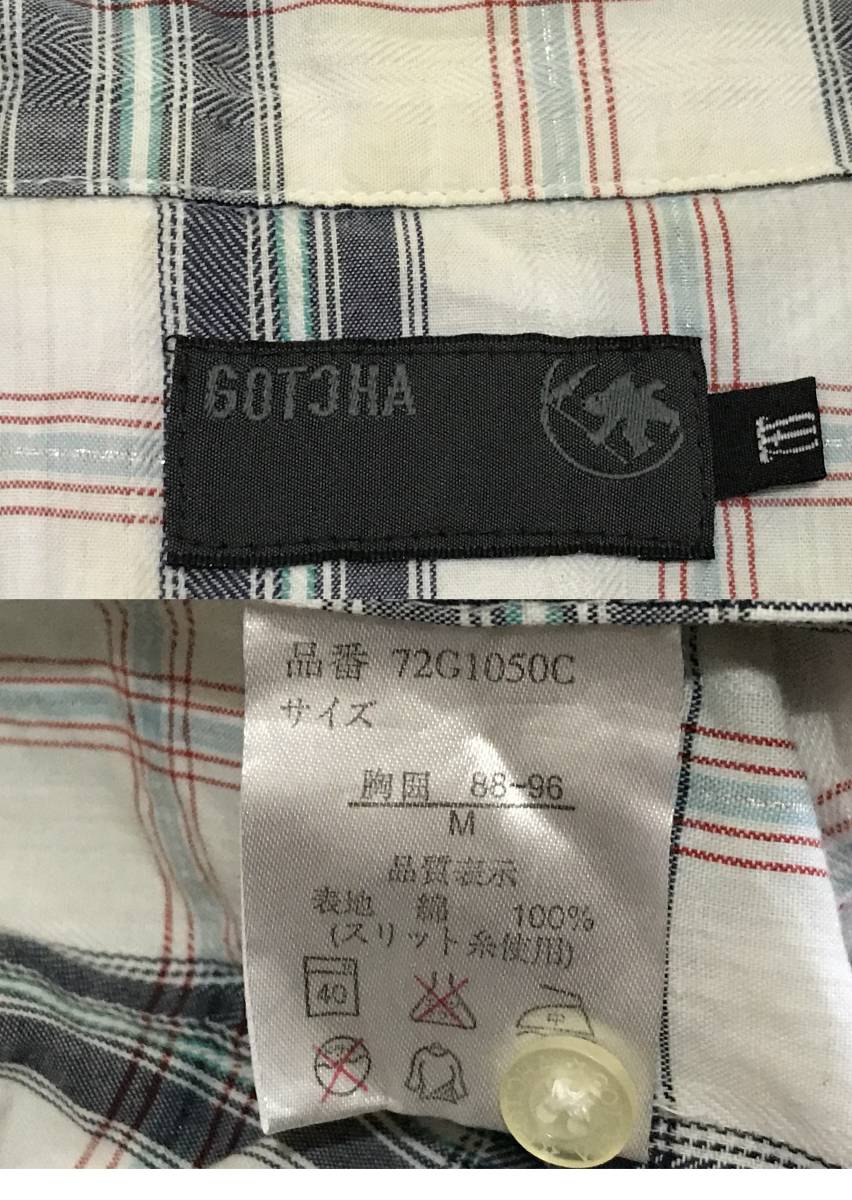 GOTCHA
M
品番 72G1050C
サイズ
胸囲 88-96
M
品質表示
表地 綿 100%
(スリット糸使用)
40
中